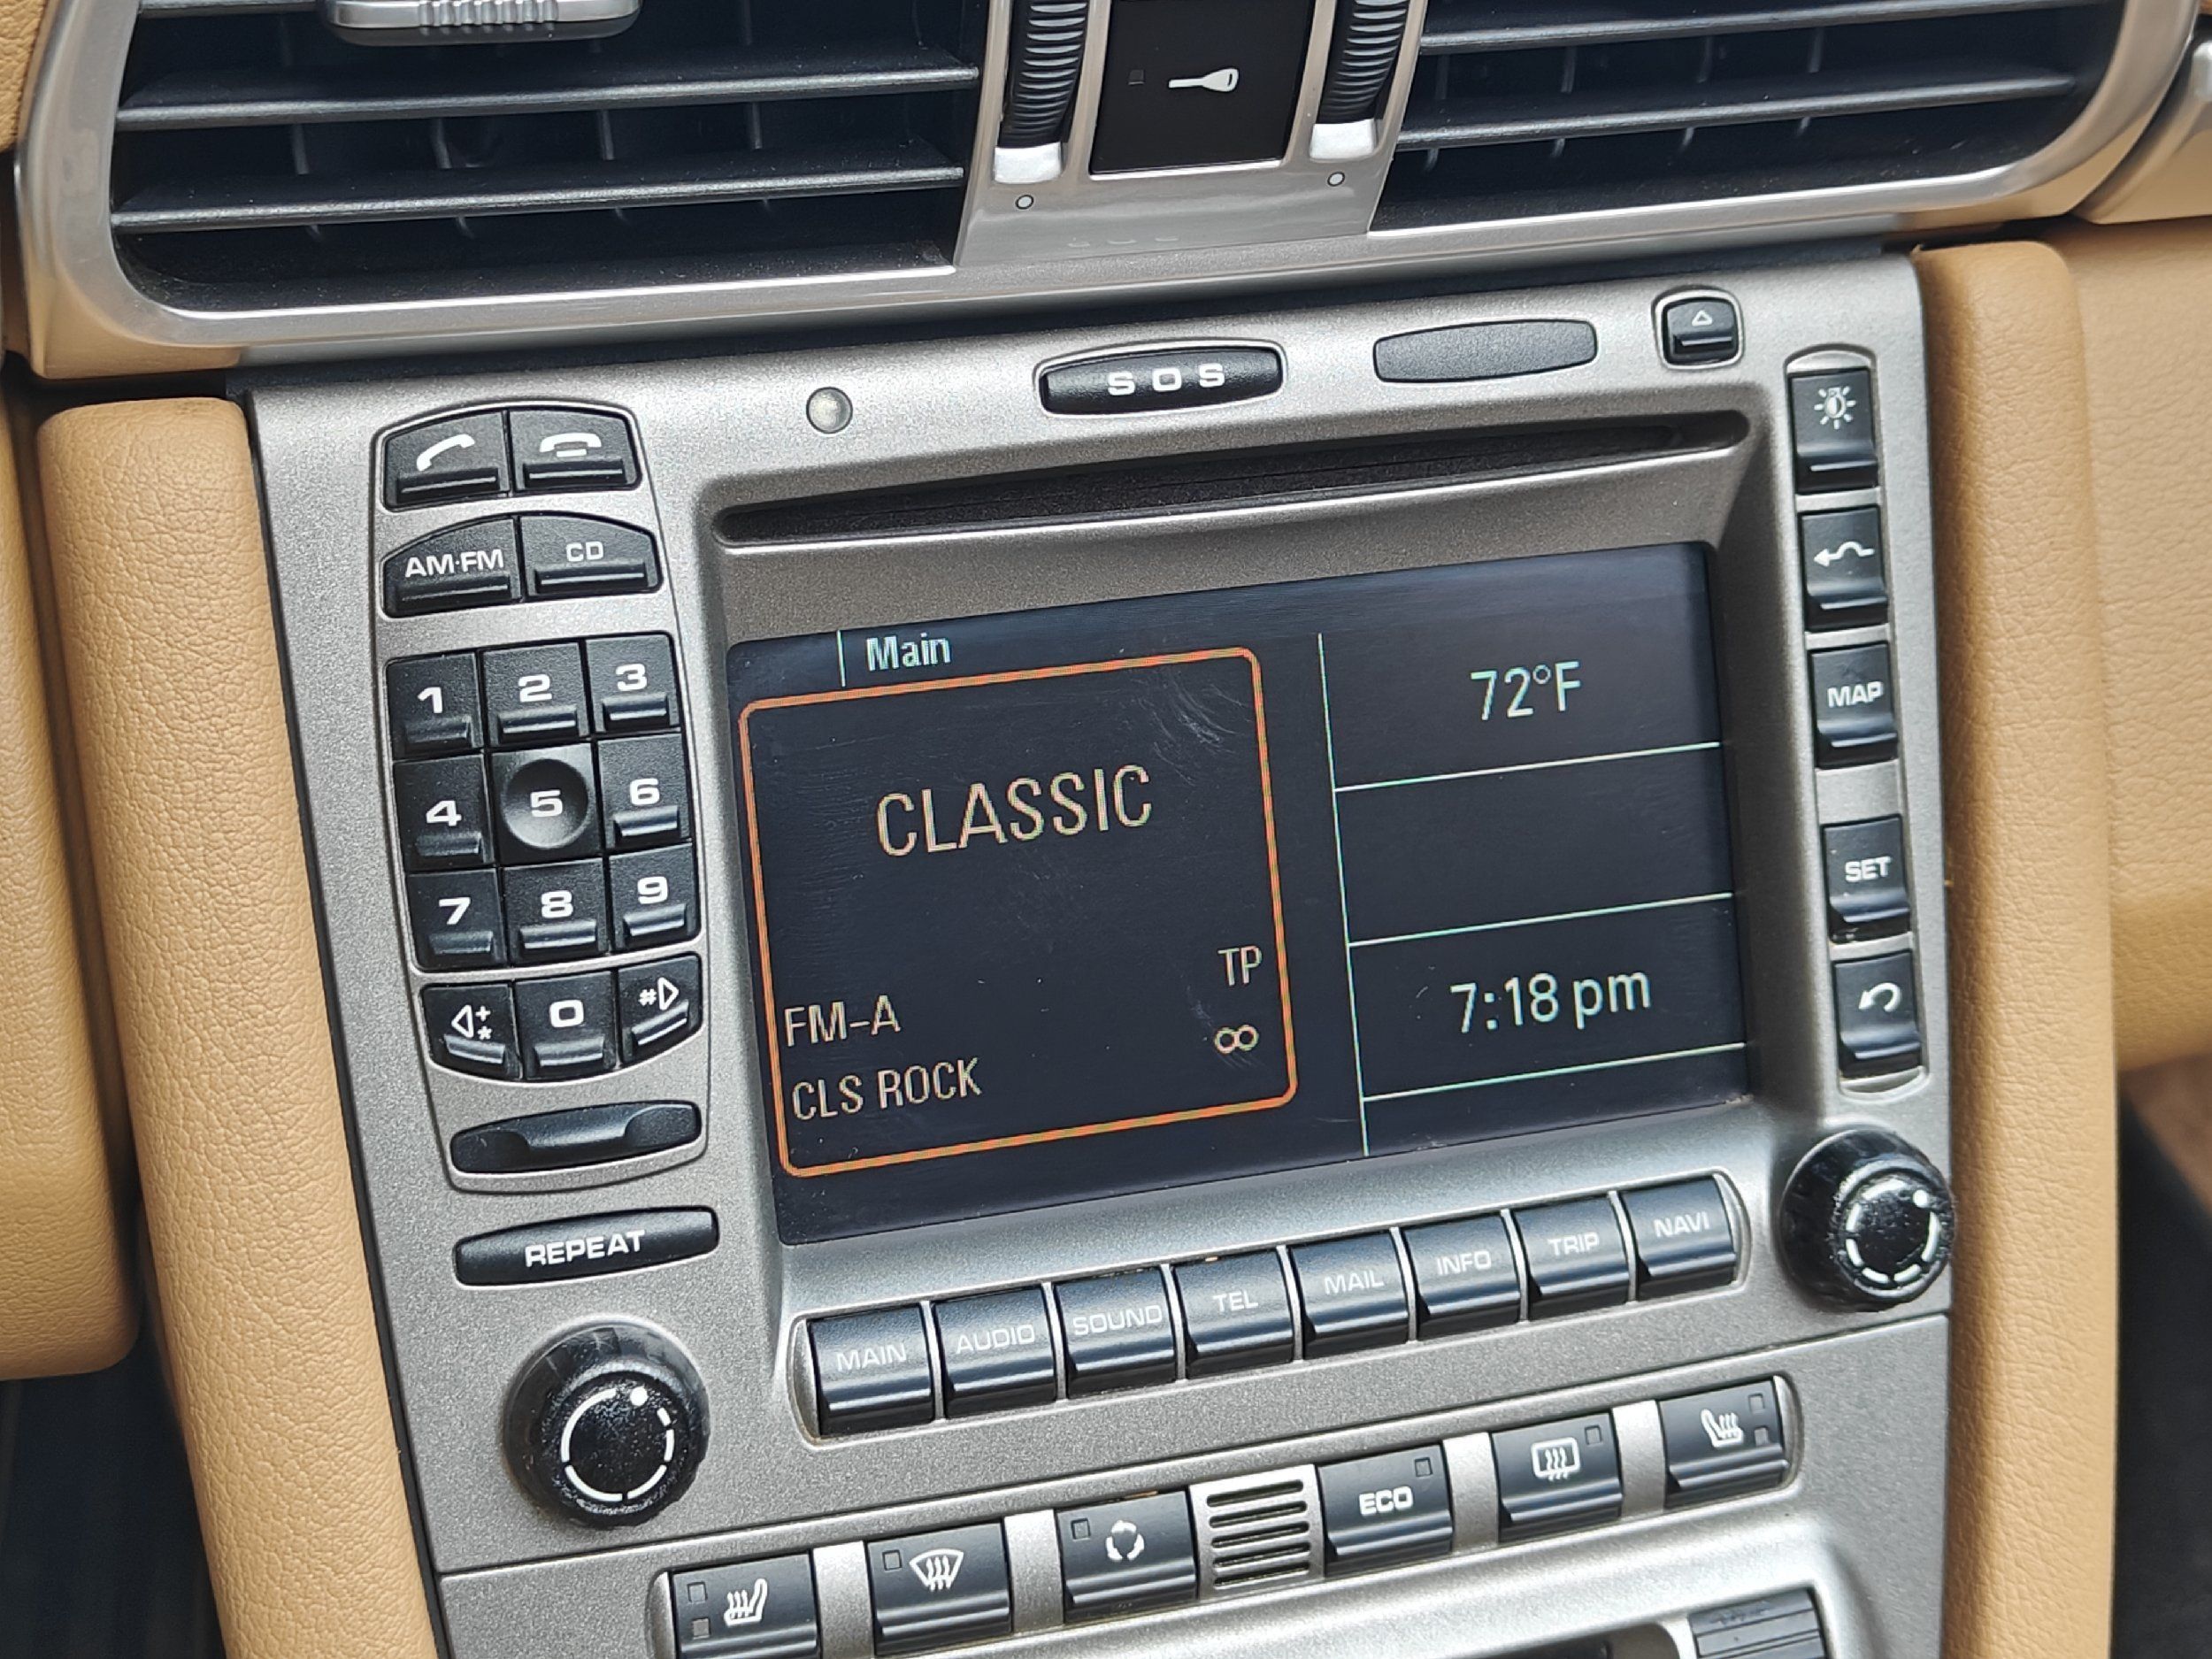 SOS
AM·FM
CD
1 2 3
4 5 6
7 8 9
+ * 0 #
REPEAT
Main
CLASSIC
TP
FM-A
∞
CLS ROCK
72°F
7:18 pm
MAP
SET
MAIN AUDIO SOUND TEL MAIL INFO TRIP NAVI
ECO